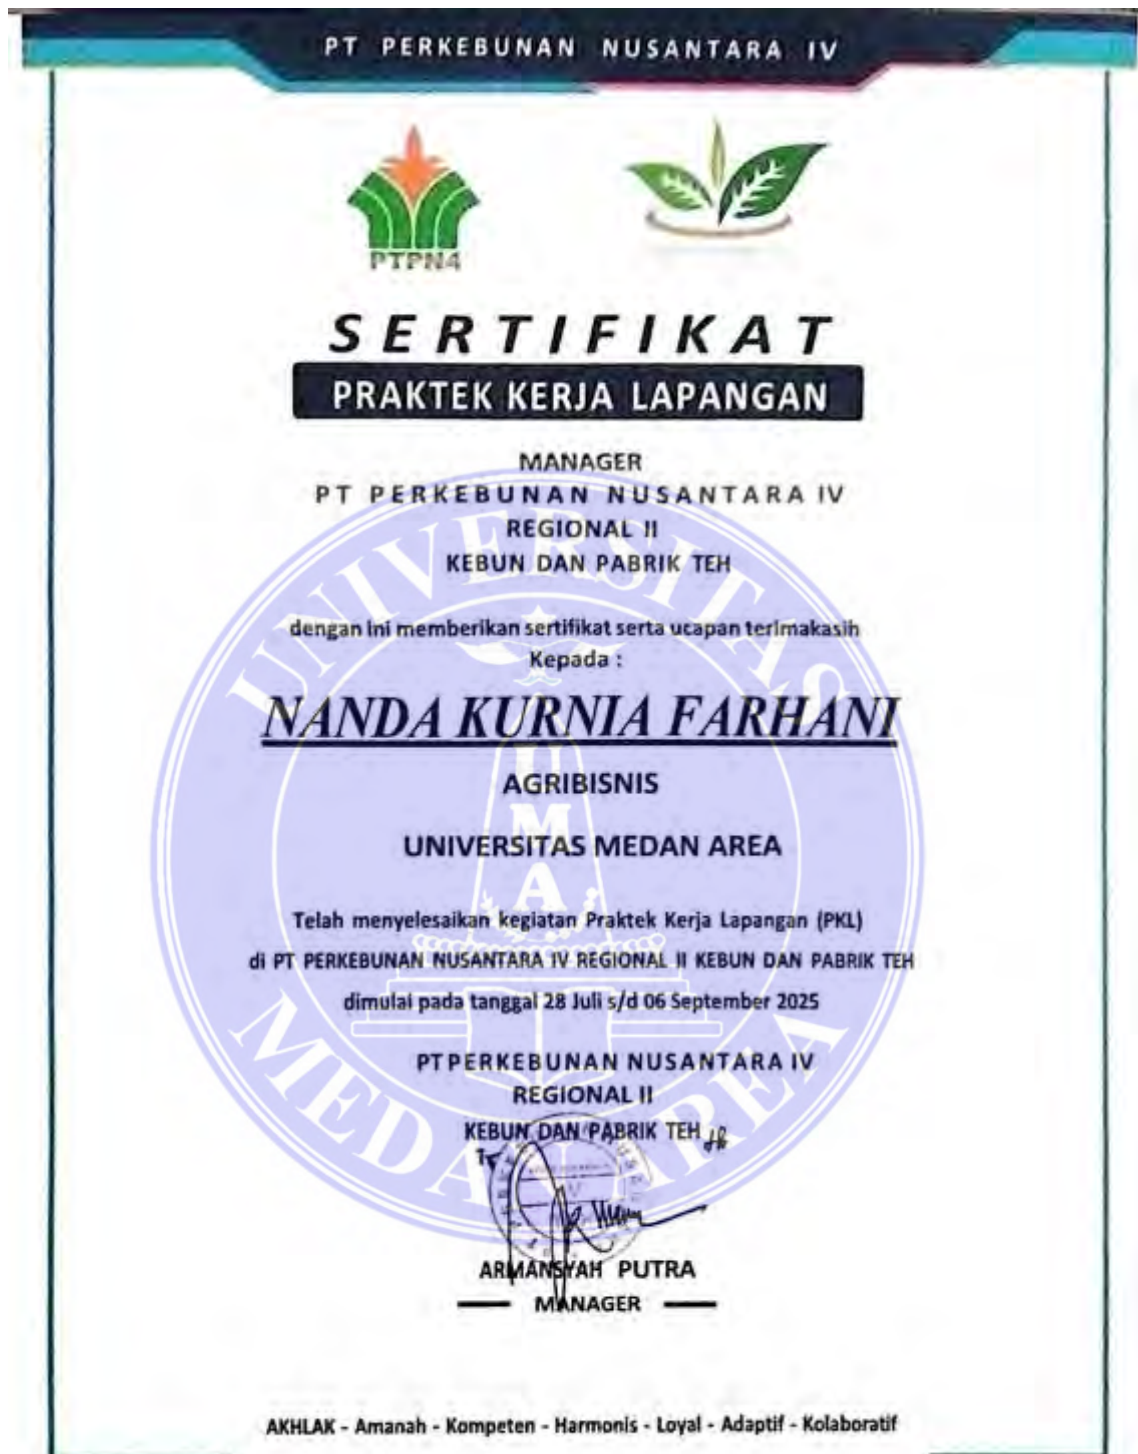 PT PERKEBUNAN NUSANTARA IV
PTPN4
SERTIFIKAT
PRAKTEK KERJA LAPANGAN
MANAGER
PT PERKEBUNAN NUSANTARA IV
REGIONAL II
KEBUN DAN PABRIK TEH
dengan ini memberikan sertifikat serta ucapan terimakasih
Kepada :
NANDA KURNIA FARHANI
AGRIBISNIS
UNIVERSITAS MEDAN AREA
Telah menyelesaikan kegiatan Praktek Kerja Lapangan (PKL)
di PT PERKEBUNAN NUSANTARA IV REGIONAL II KEBUN DAN PABRIK TEH
dimulai pada tanggal 28 Juli s/d 06 September 2025
PT PERKEBUNAN NUSANTARA IV
REGIONAL II
KEBUN DAN PABRIK TEH
ARMANSYAH PUTRA
MANAGER
AKHLAK - Amanah - Kompeten - Harmonis - Loyal - Adaptif - Kolaboratif
UNIVERSITAS
MEDAN AREA
UMA